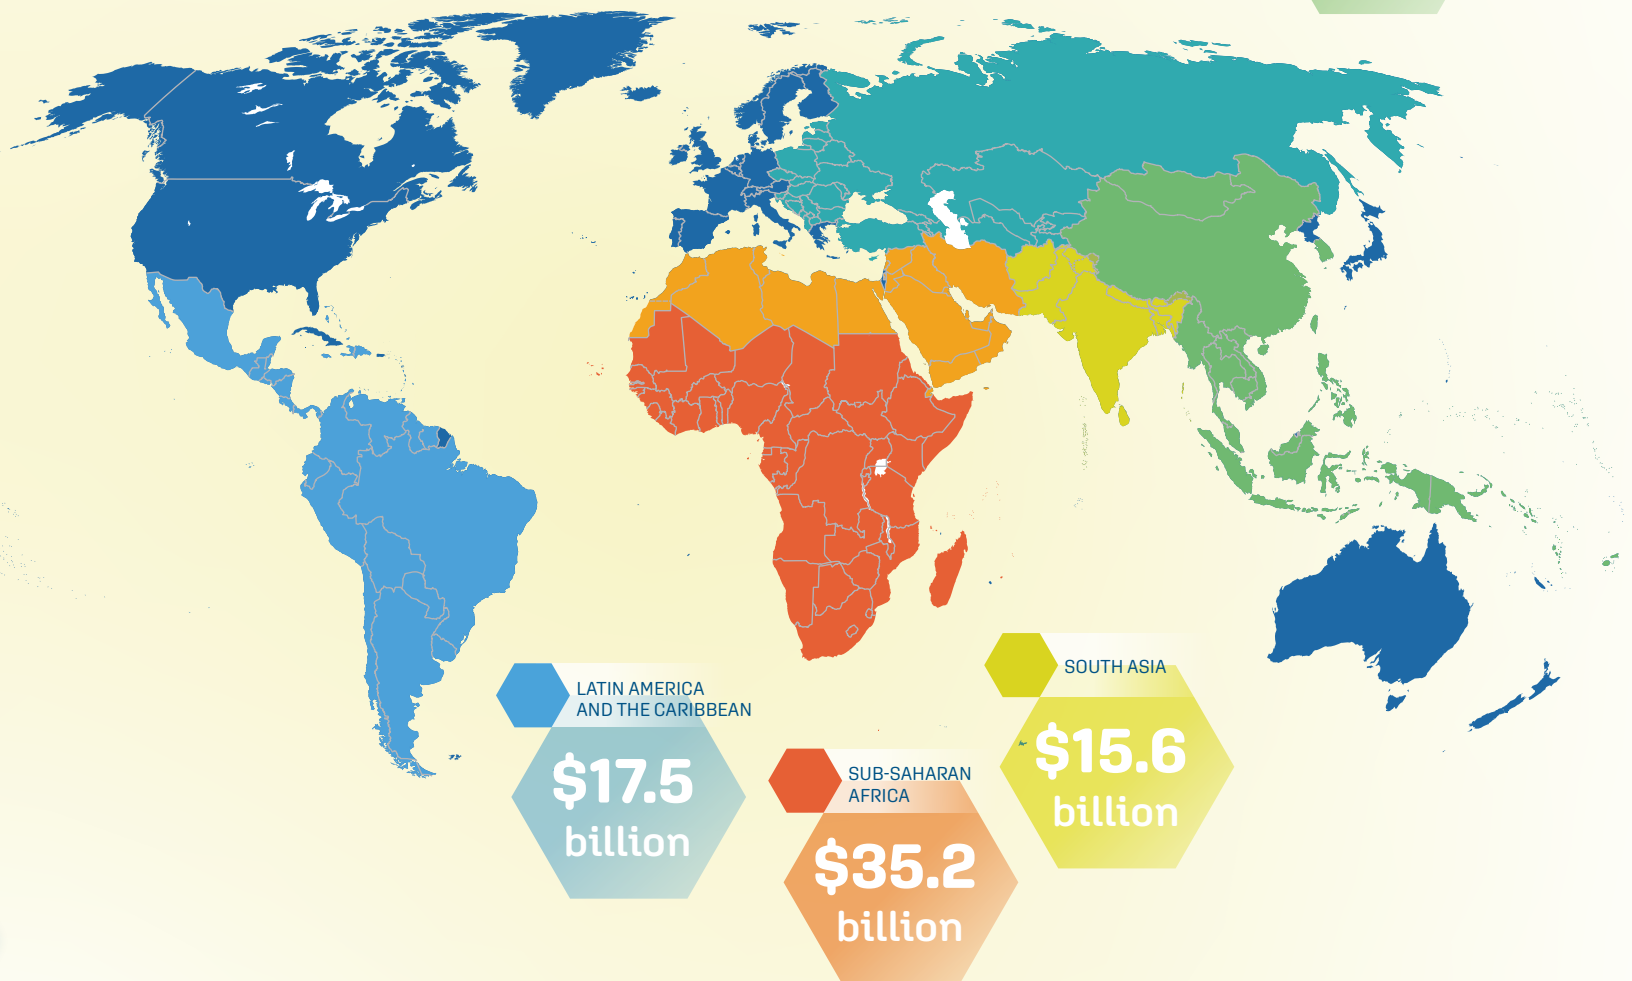 LATIN AMERICA
AND THE CARIBBEAN
$17.5
billion
SUB-SAHARAN
AFRICA
$35.2
billion
SOUTH ASIA
$15.6
billion